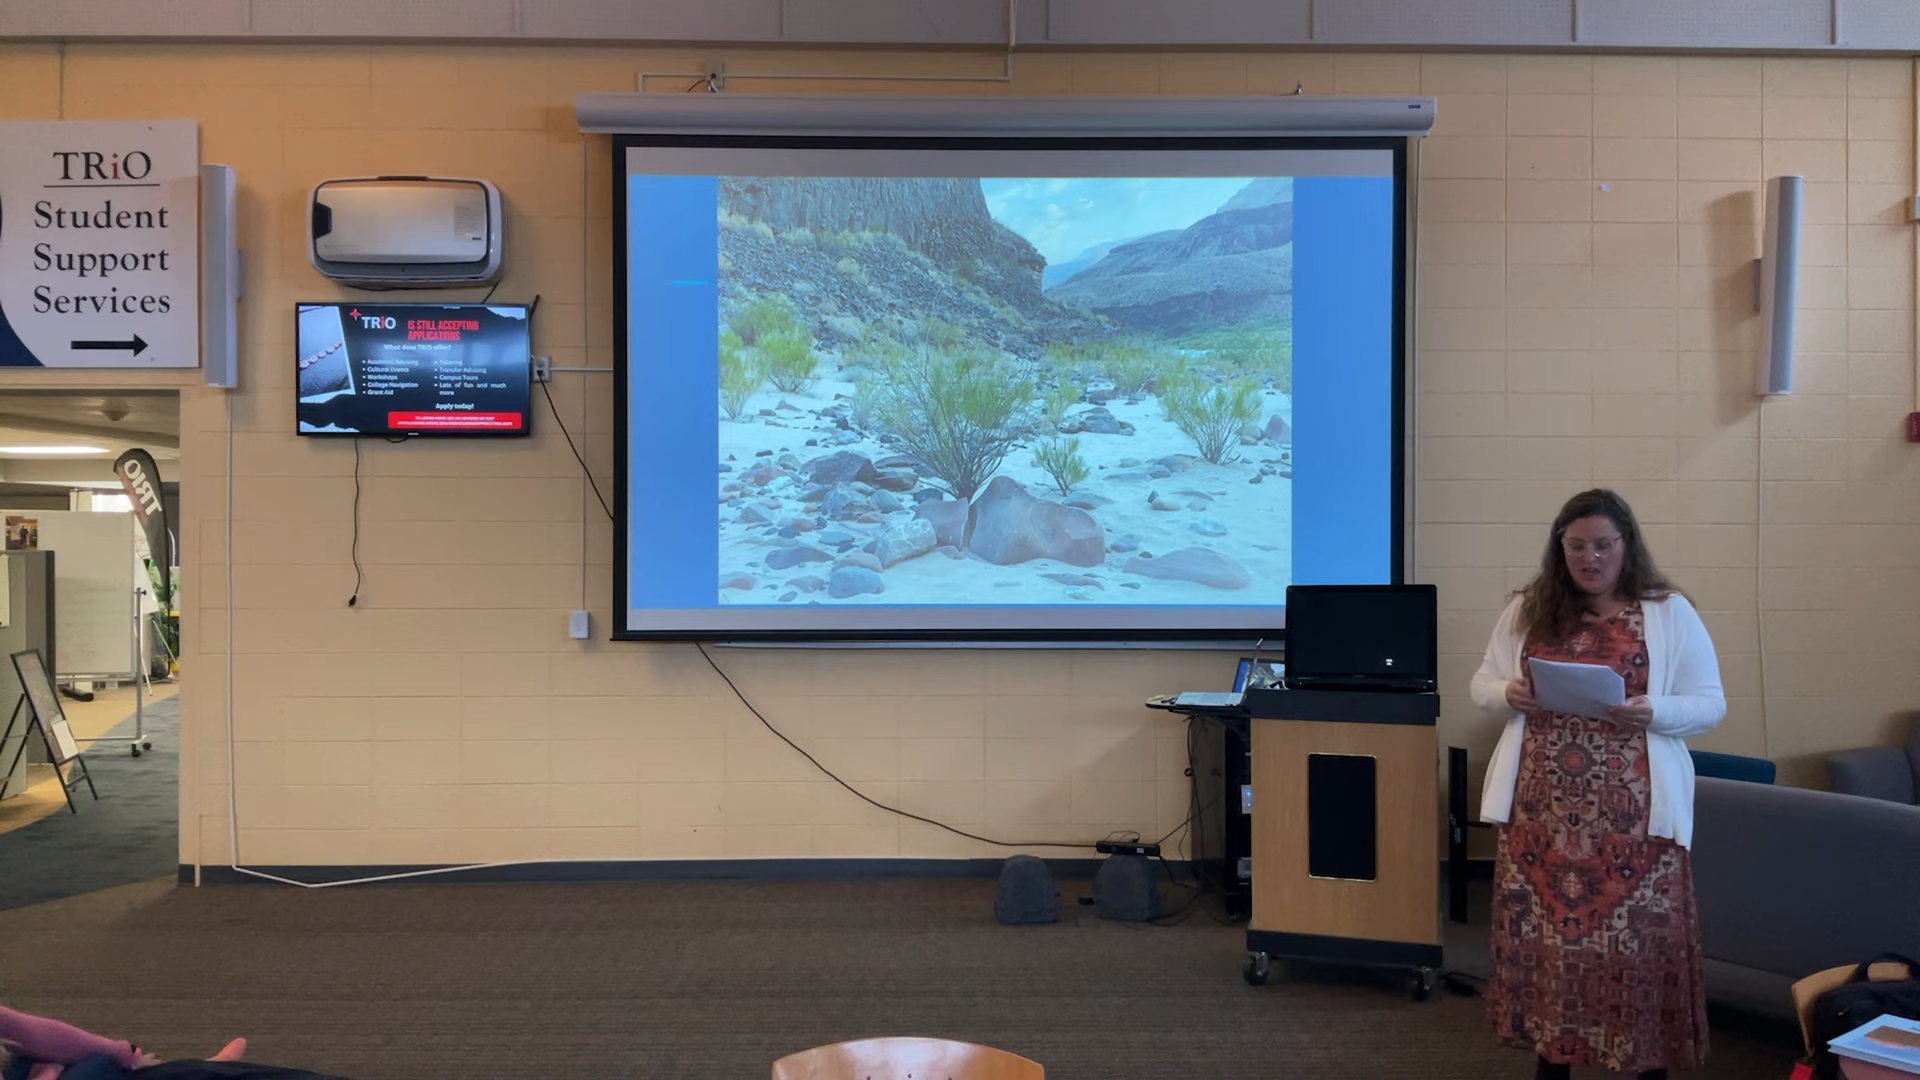 TRiO
Student
Support
Services
TRiO IS STILL ACCEPTING
APPLICATIONS
What does TRiO offer?
• Academic Advising
• Cultural Events
• Workshops
• College Navigation
• Grant Aid
• Tutoring
• Transfer Advising
• Campus Tours
• Lots of fun and much
more
Apply today!
TRIO